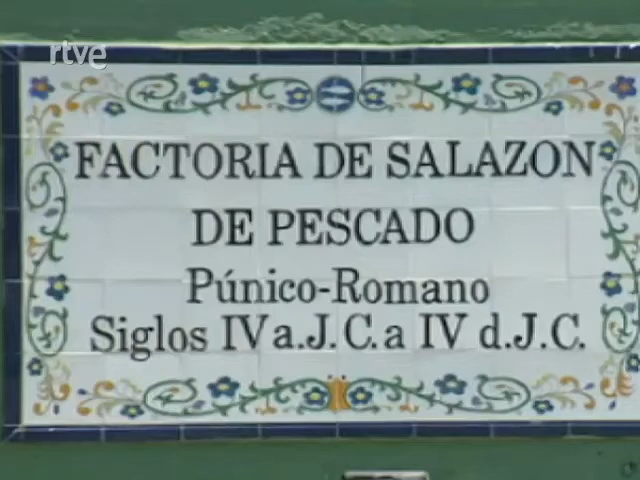 rtve
FACTORIA DE SALAZON
DE PESCADO
Púnico-Romano
Siglos IV a.J.C. a IV d.J.C.